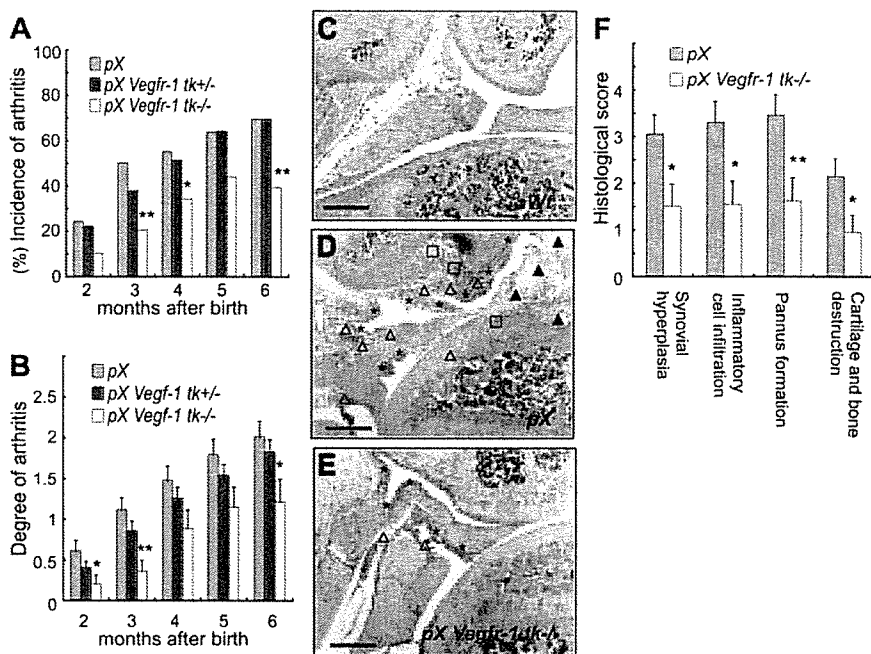 A
(%) Incidence of arthritis
100
80
60
40
20
0
pX
pX Vegfr-1 tk+/-
pX Vegfr-1 tk-/-
**
*
**
2 3 4 5 6
months after birth
B
Degree of arthritis
2.5
2
1.5
1
0.5
0
pX
pX Vegf-1 tk+/-
pX Vegf-1 tk-/-
*
**
*
2 3 4 5 6
months after birth
C
Wt
D
pX
E
pX Vegfr-1tk-/-
F
Histological score
5
4
3
2
1
0
pX
pX Vegfr-1 tk-/-
*
*
**
*
Synovial
hyperplasia
Inflammatory
cell infiltration
Pannus formation
Cartilage and bone
destruction